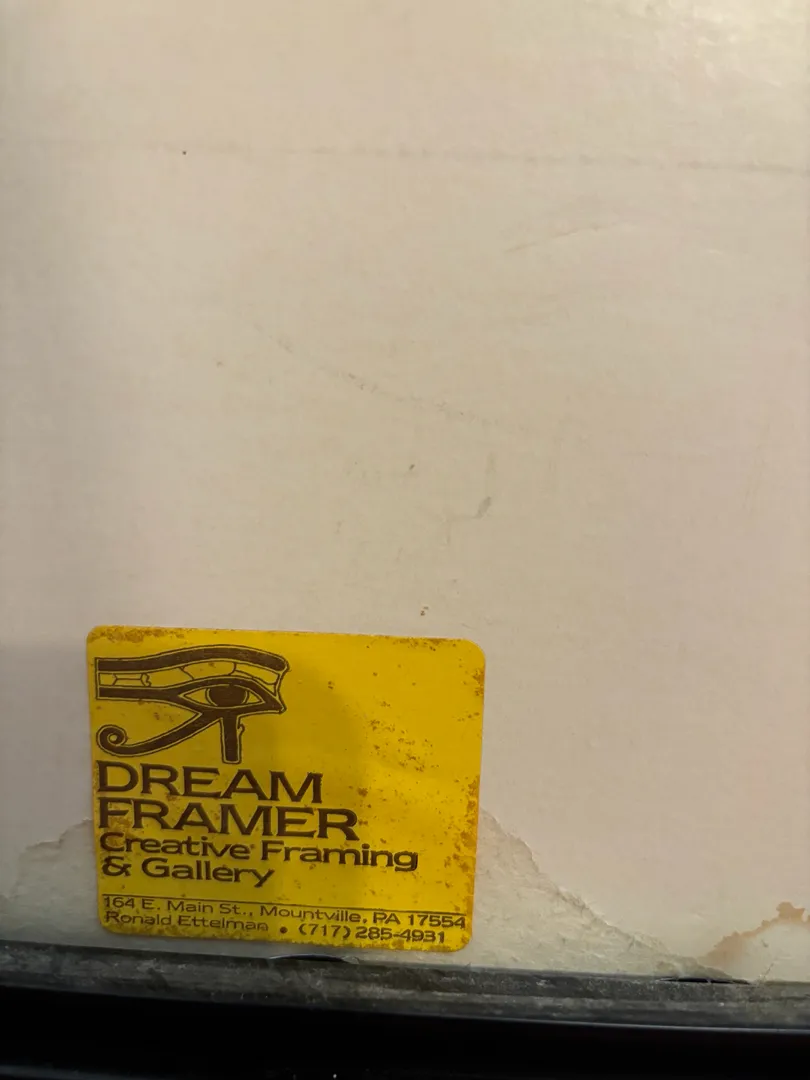 DREAM
FRAMER
Creative Framing
& Gallery
164 E. Main St., Mountville, PA 17554
Ronald Ettelman • (717) 285-4931